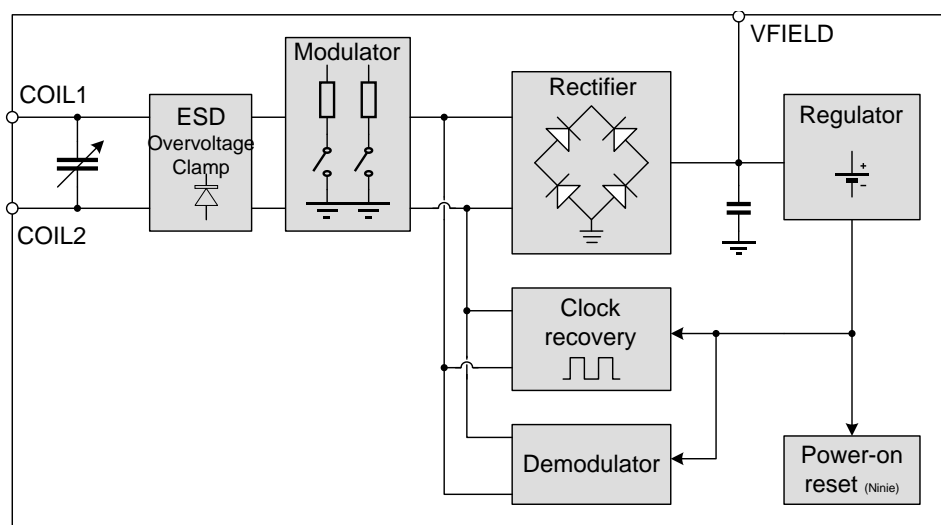 VFIELD
Modulator
COIL1
ESD
Overvoltage
Clamp
Rectifier
Regulator
+
−
COIL2
Clock
recovery
Demodulator
Power-on
reset (Ninie)